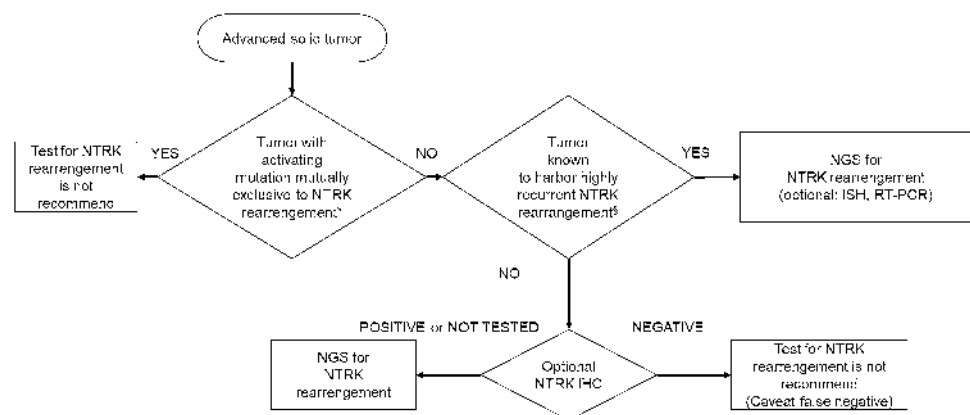 Advanced solid tumor
Tumor with
activating
mutation mutually
exclusive to NTRK
rearrangement*
YES
Test for NTRK
rearrangement
is not
recommend
NO
Tumor
known
to harbor highly
recurrent NTRK
rearrangement§
YES
NGS for
NTRK rearrangement
(optional: ISH, RT-PCR)
NO
POSITIVE or NOT TESTED
NEGATIVE
NGS for
NTRK
rearrangement
Optional
NTRK IHC
Test for NTRK
rearrangement is not
recommend
(Caveat false negative)